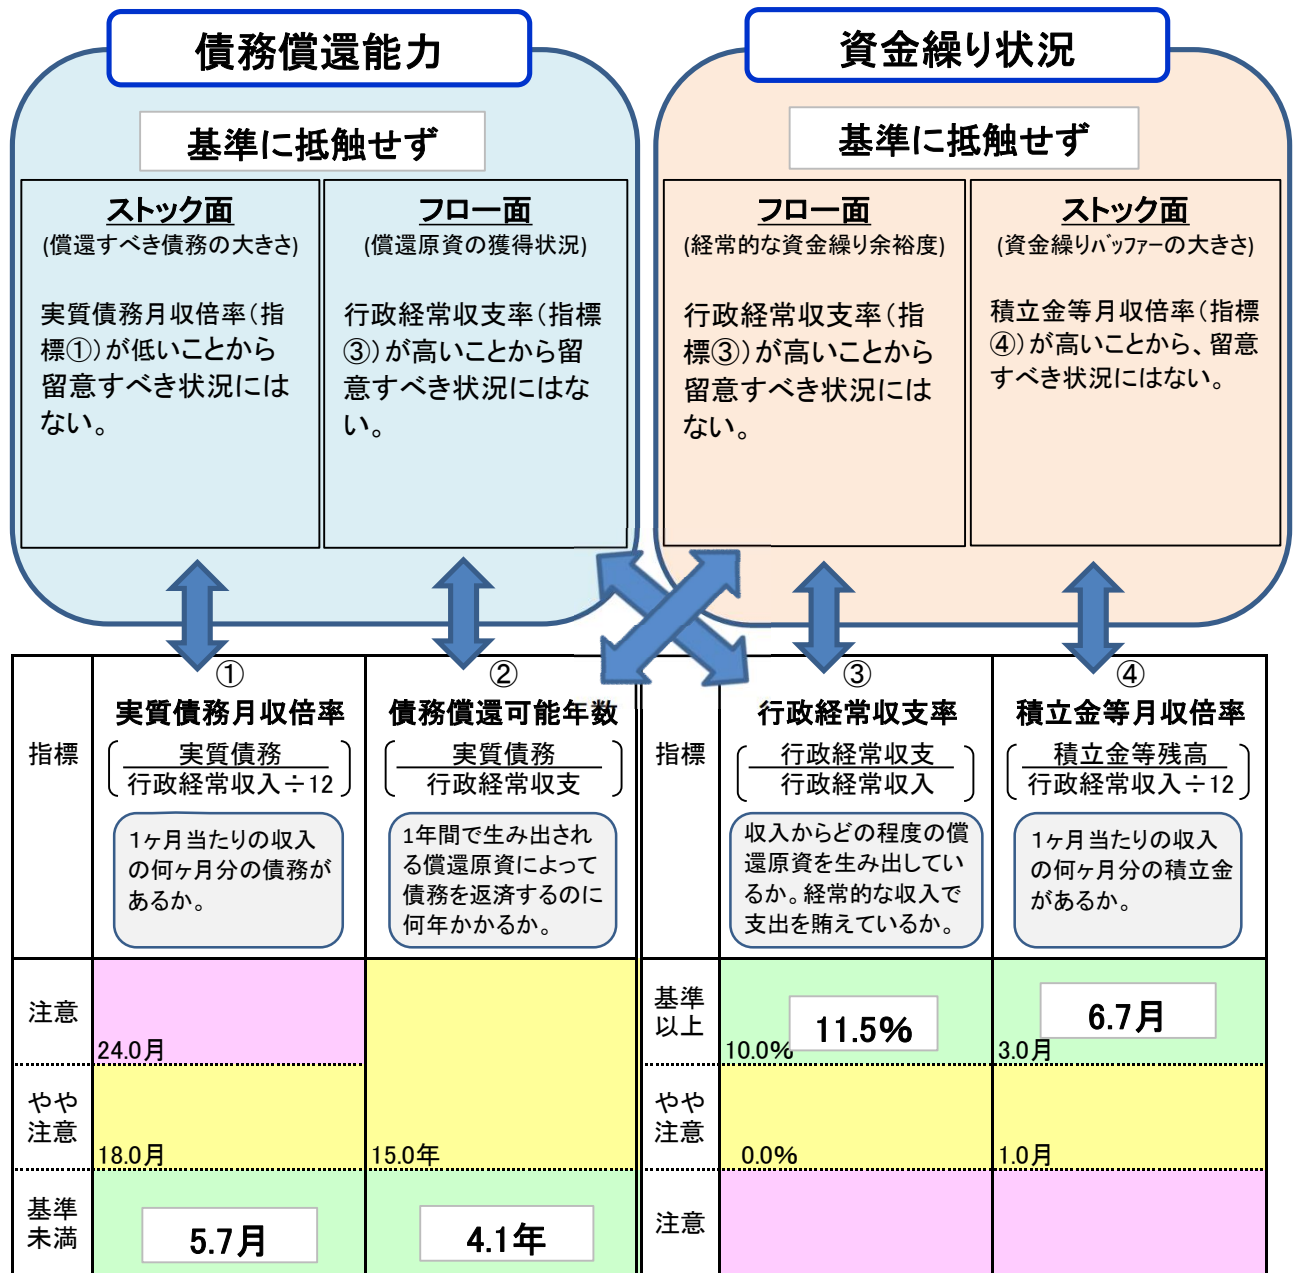 債務償還能力
基準に抵触せず
ストック面
(償還すべき債務の大きさ)
実質債務月収倍率(指
標①)が低いことから
留意すべき状況には
ない。
フロー面
(償還原資の獲得状況)
行政経常収支率(指標
③)が高いことから留
意すべき状況にはな
い。
資金繰り状況
基準に抵触せず
フロー面
(経常的な資金繰り余裕度)
行政経常収支率(指
標③)が高いことから
留意すべき状況には
ない。
ストック面
(資金繰りバッファーの大きさ)
積立金等月収倍率(指標
④)が高いことから、留意
すべき状況にはない。
指標
①
実質債務月収倍率
実質債務
行政経常収入÷12
1ヶ月当たりの収入
の何ヶ月分の債務が
あるか。
②
債務償還可能年数
実質債務
行政経常収支
1年間で生み出され
る償還原資によって
債務を返済するのに
何年かかるか。
注意
24.0月
やや
注意
18.0月
15.0年
基準
未満
5.7月
4.1年
指標
③
行政経常収支率
行政経常収支
行政経常収入
収入からどの程度の償
還原資を生み出してい
るか。経常的な収入で
支出を賄えているか。
④
積立金等月収倍率
積立金等残高
行政経常収入÷12
1ヶ月当たりの収入
の何ヶ月分の積立金
があるか。
基準
以上
11.5%
10.0%
6.7月
3.0月
やや
注意
0.0%
1.0月
注意